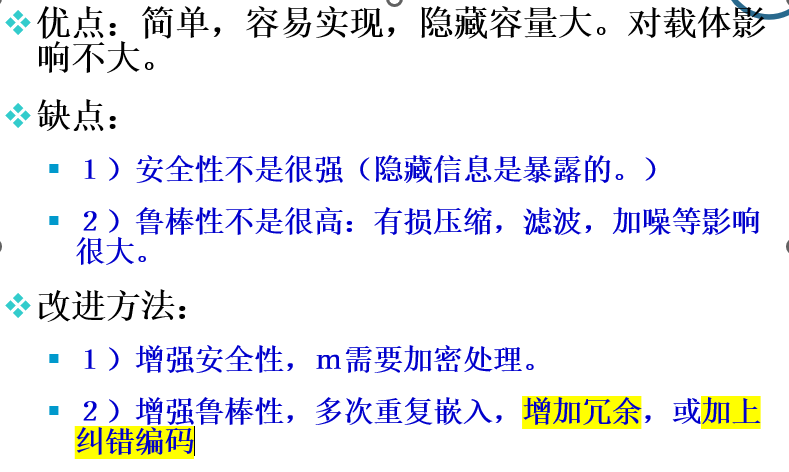 优点：简单，容易实现，隐藏容量大。对载体影
响不大。
缺点：
1）安全性不是很强（隐藏信息是暴露的。）
2）鲁棒性不是很高：有损压缩，滤波，加噪等影响
很大。
改进方法：
1）增强安全性，m需要加密处理。
2）增强鲁棒性，多次重复嵌入，增加冗余，或加上
纠错编码